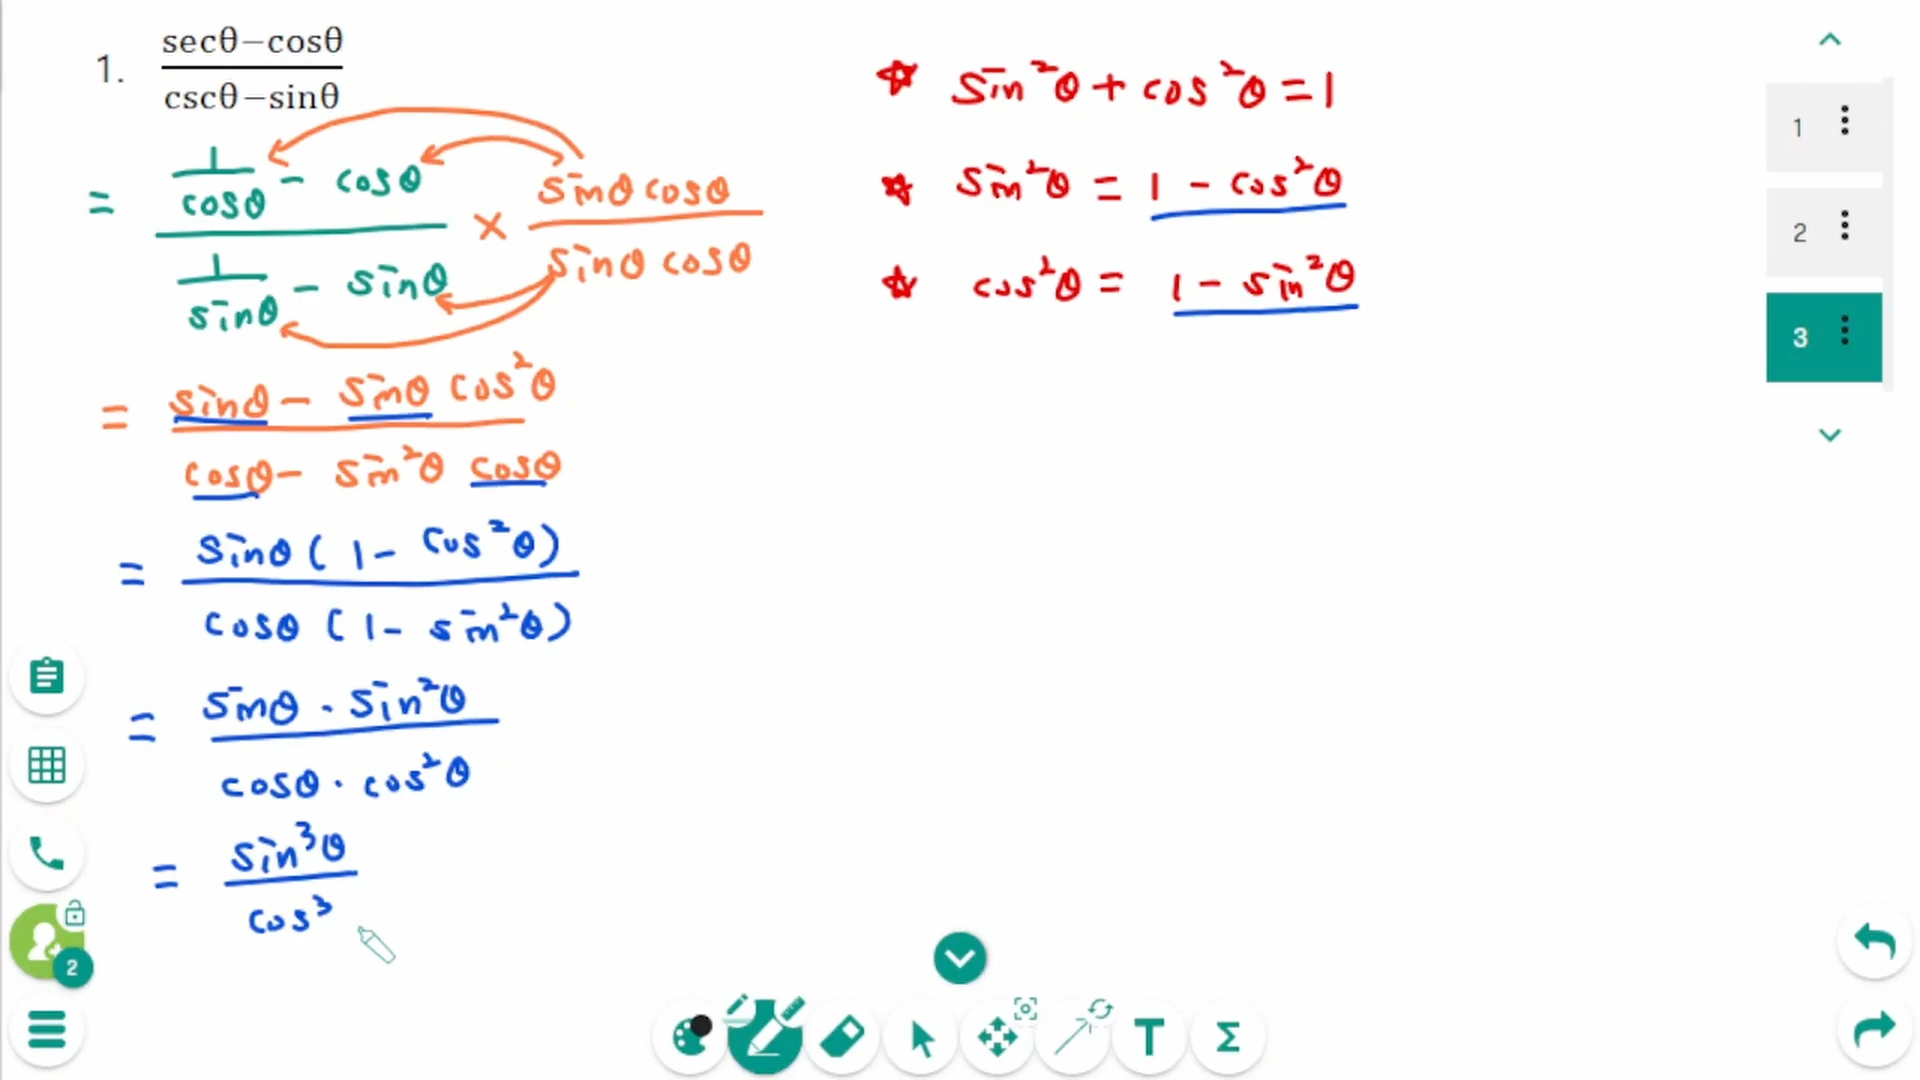 1. (secθ−cosθ)/(cscθ−sinθ)
= (1/cosθ − cosθ)/(1/sinθ − sinθ) × (sinθ cosθ)/(sinθ cosθ)
= (sinθ − sinθ cos²θ)/(cosθ − sin²θ cosθ)
= (sinθ(1 − cos²θ))/(cosθ(1 − sin²θ))
= (sinθ · sin²θ)/(cosθ · cos²θ)
= sin³θ/cos³
☆ sin²θ + cos²θ = 1
☆ sin²θ = 1 − cos²θ
☆ cos²θ = 1 − sin²θ
1
2
3
2
T
Σ